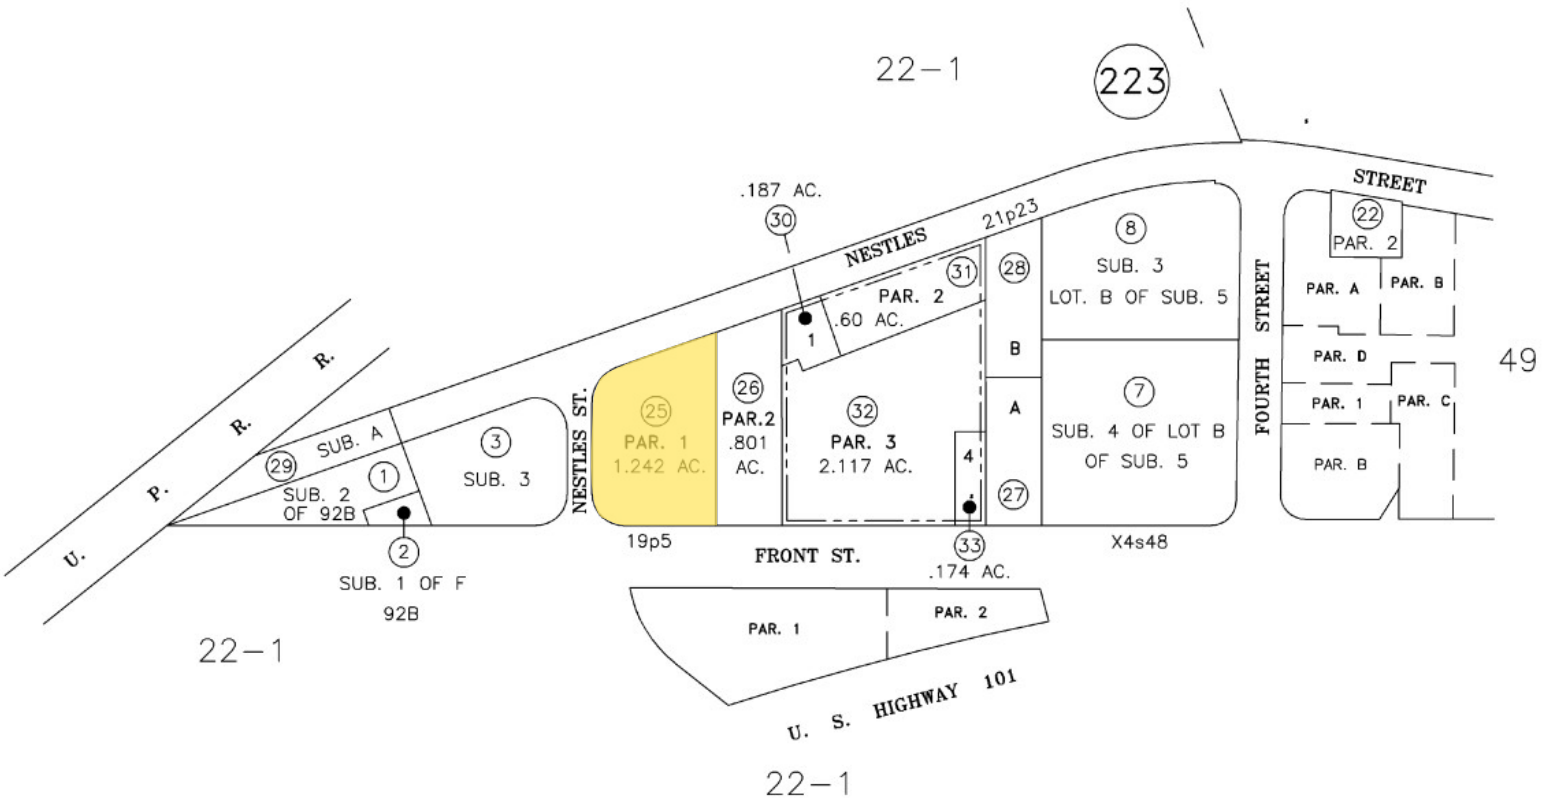 22-1
223
.187 AC.
30
NESTLES
21p23
STREET
22
PAR. 2
PAR. A
PAR. B
PAR. D
PAR. 1
PAR. C
PAR. B
49
FOURTH STREET
8
SUB. 3
LOT. B OF SUB. 5
7
SUB. 4 OF LOT B
OF SUB. 5
28
B
A
27
31
PAR. 2
.60 AC.
1
32
PAR. 3
2.117 AC.
4
33
.174 AC.
26
PAR.2
.801
AC.
25
PAR. 1
1.242 AC.
NESTLES ST.
3
SUB. 3
SUB. A
29
1
SUB. 2
OF 92B
2
SUB. 1 OF F
92B
U. P. R. R.
19p5
FRONT ST.
X4s48
PAR. 1
PAR. 2
U. S. HIGHWAY 101
22-1
22-1